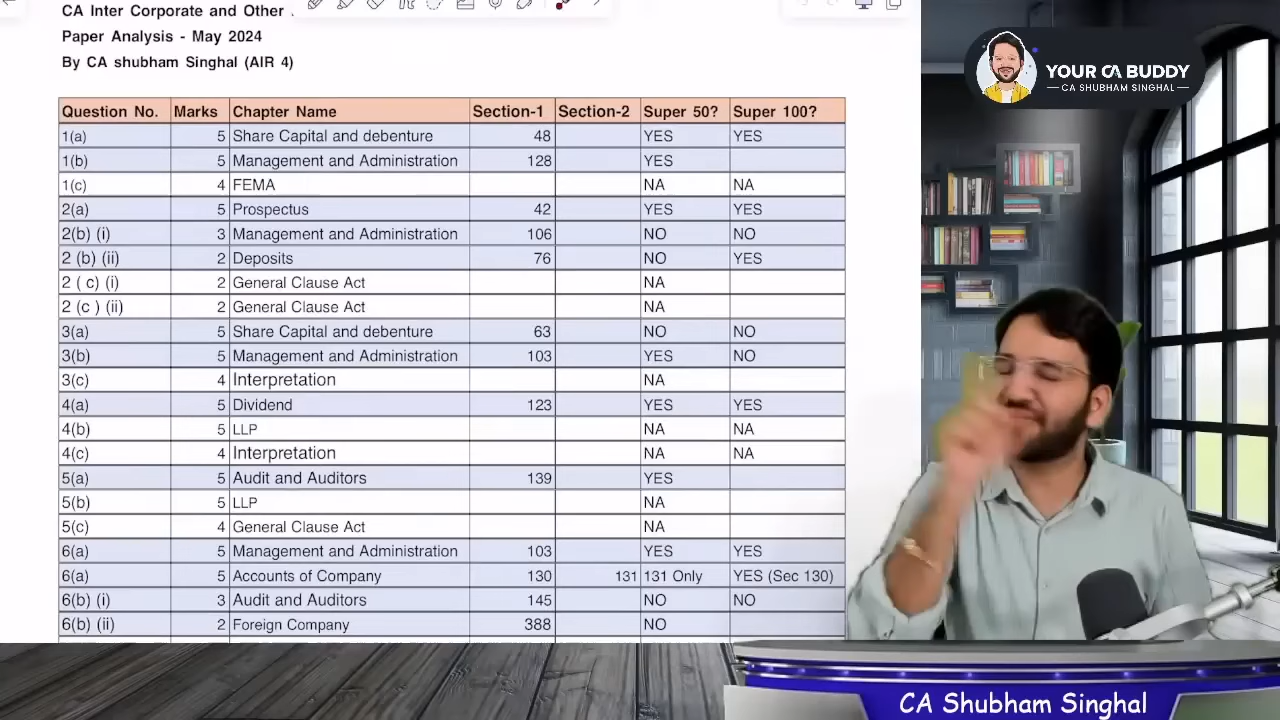 CA Inter Corporate and Other
Paper Analysis - May 2024
By CA shubham Singhal (AIR 4)
Question No. Marks Chapter Name Section-1 Section-2 Super 50? Super 100?
1(a) 5 Share Capital and debenture 48 YES YES
1(b) 5 Management and Administration 128 YES
1(c) 4 FEMA NA NA
2(a) 5 Prospectus 42 YES YES
2(b) (i) 3 Management and Administration 106 NO NO
2 (b) (ii) 2 Deposits 76 NO YES
2 ( c) (i) 2 General Clause Act NA
2 (c ) (ii) 2 General Clause Act NA
3(a) 5 Share Capital and debenture 63 NO NO
3(b) 5 Management and Administration 103 YES NO
3(c) 4 Interpretation NA
4(a) 5 Dividend 123 YES YES
4(b) 5 LLP NA NA
4(c) 4 Interpretation NA NA
5(a) 5 Audit and Auditors 139 YES
5(b) 5 LLP NA
5(c) 4 General Clause Act NA
6(a) 5 Management and Administration 103 YES YES
6(a) 5 Accounts of Company 130 131 131 Only YES (Sec 130)
6(b) (i) 3 Audit and Auditors 145 NO NO
6(b) (ii) 2 Foreign Company 388 NO
YOUR CA BUDDY
CA SHUBHAM SINGHAL
CA Shubham Singhal